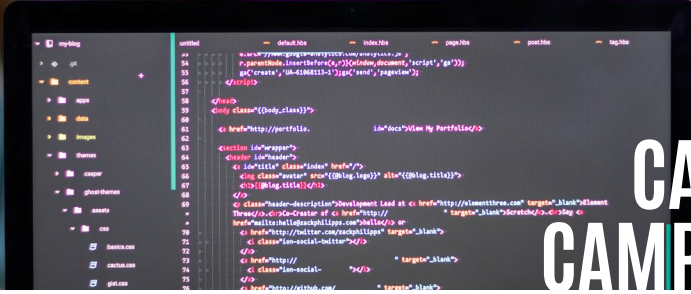 my-blog
untitled
default.hbs
index.hbs
page.hbs
post.hbs
tag.hbs
.git
content
apps
data
images
themes
casper
ghost-themes
assets
css
basics.css
cactus.css
gist.css
54 r.parentNode.insertBefore(e,r)}(window,document,'script','ga'));
55 ga('create','UA-61068113-1');ga('send','pageview');
56 </script>
57
58 </head>
59 <body class="{{body_class}}">
60
61 <a href="http://portfolio. id="docs">View My Portfolio</a>
62
63 <section id="wrapper">
64 <header id="header">
65 <a id="title" class="index" href="/">
66 <img class="avatar" src="{{@blog.logo}}" alt="{{@blog.title}}">
67 <h1>{{@blog.title}}</h1>
68 </a>
69 <p class="header-description">Development Lead at <a href="http://elementthree.com" target="_blank">Element
Three</a>.<br>Co-Creator of <a href="http:// " target="_blank">Scratch</a>.<br>Say <a
href="mailto:hello@zackphilipps.com">hello</a> or
70 <a href="http://twitter.com/zackphilipps" target="_blank">
71 <i class="ion-social-twitter"></i>
72 </a>
73 <a href="http:// " target="_blank">
74 <i class="ion-social- "></i>
75 </a>
76 <a href="http://github.com/ " target="_blank">
CA
CAMP